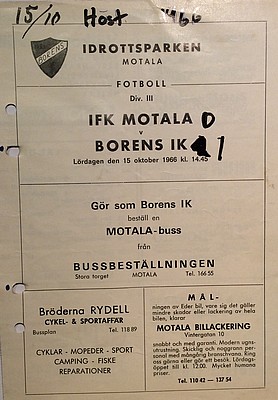 15/10 Höst 1966
BORENS
IDROTTSPARKEN
MOTALA
FOTBOLL
Div. III
IFK MOTALA 0
v
BORENS IK 1
Lördagen den 15 oktober 1966 kl. 14.45
Gör som Borens IK
beställ en
MOTALA-buss
från
BUSSBESTÄLLNINGEN
Stora torget MOTALA Tel. 166 55
Bröderna RYDELL
CYKEL- & SPORTAFFÄR
Bussplan Tel. 118 89
CYKLAR - MOPEDER - SPORT
CAMPING - FISKE
REPARATIONER
MÅL-
ningen av Eder bil, vare sig det gäller
mindre skador eller lackering av hela
bilen, klarar
MOTALA BILLACKERING
Vintergatan 10
snabbt och med garanti. Modern ugns-
utrustning. Skicklig och noggrann perso-
nal med mångårig branschvana. Ring
oss gärna eller gör ett besök. Lördags-
öppet till kl. 12.00. Mycket humana
priser.
Tel. 110 42 — 137 54